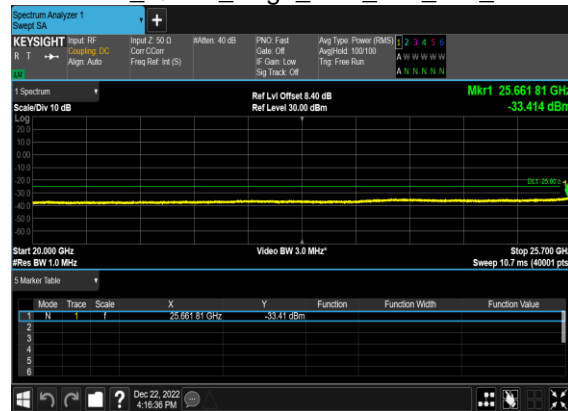 Spectrum Analyzer 1
Swept SA
+
KEYSIGHT Input: RF Input Z: 50 Ω #Atten: 40 dB PNO: Fast Avg Type: Power (RMS) 1 2 3 4 5 6
R T Coupling: DC Corr CCorr Gate: Off Avg|Hold: 100/100 A W W W W W
Align: Auto Freq Ref: Int (S) IF Gain: Low Trig: Free Run
LNI Sig Track: Off A N N N N N
1 Spectrum Ref Lvl Offset 8.40 dB Mkr1 25.661 81 GHz
Scale/Div 10 dB Ref Level 30.00 dBm -33.414 dBm
Log
20.0
10.0
0.00
-10.0
-20.0
DL1 -25.00
-30.0
-40.0
-50.0
-60.0
Start 20.000 GHz Video BW 3.0 MHz* Stop 25.700 GHz
#Res BW 1.0 MHz Sweep 10.7 ms (40001 pts)
5 Marker Table
Mode Trace Scale X Y Function Function Width Function Value
1 N 1 f 25.661 81 GHz -33.41 dBm
2
3
4
5
6
? Dec 22, 2022
4:16:36 PM